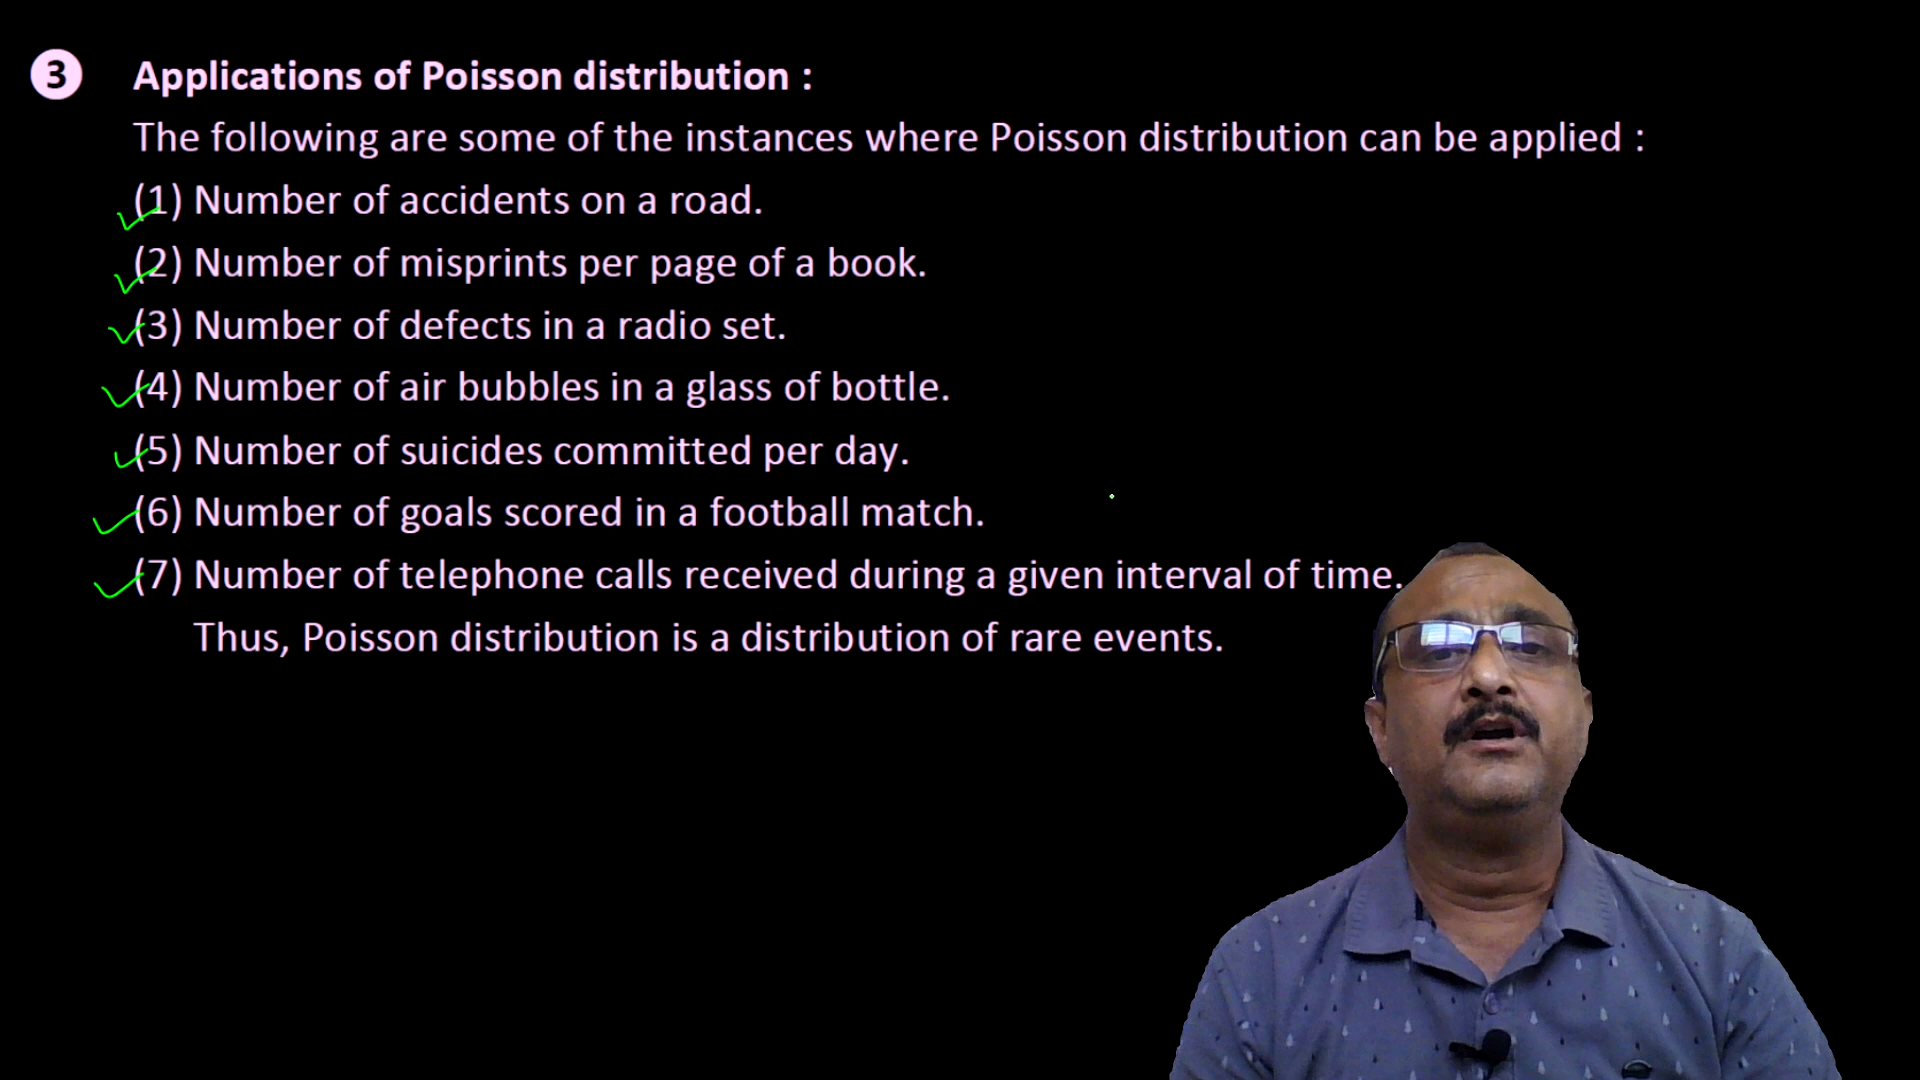 3 Applications of Poisson distribution :
The following are some of the instances where Poisson distribution can be applied :
(1) Number of accidents on a road.
(2) Number of misprints per page of a book.
(3) Number of defects in a radio set.
(4) Number of air bubbles in a glass of bottle.
(5) Number of suicides committed per day.
(6) Number of goals scored in a football match.
(7) Number of telephone calls received during a given interval of time.
Thus, Poisson distribution is a distribution of rare events.